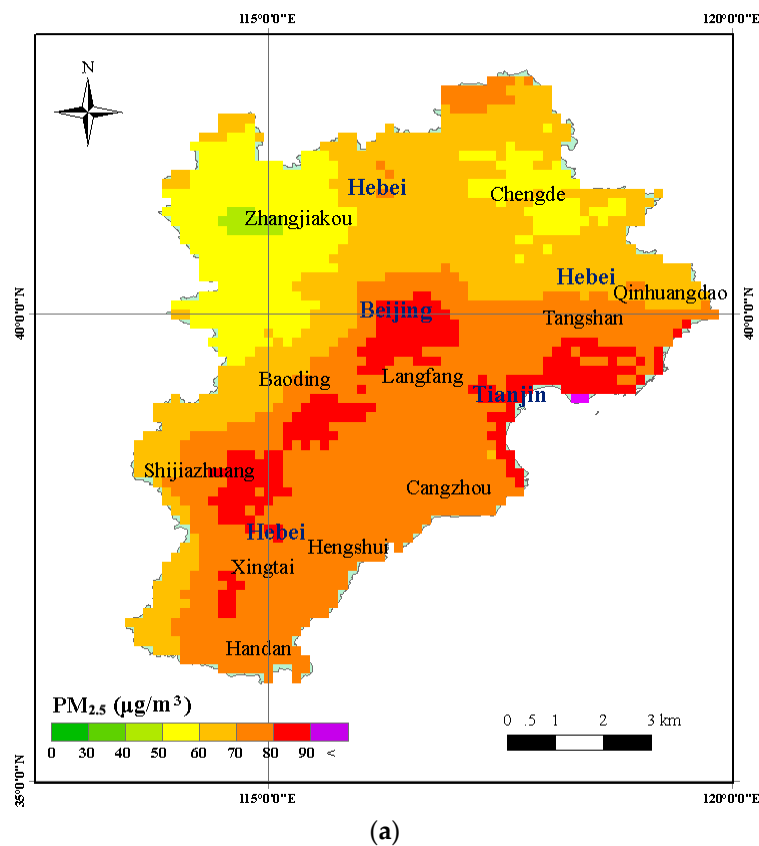 115°0'0"E 120°0'0"E
N
Hebei
Chengde
Zhangjiakou
Hebei
Qinhuangdao
40°0'0"N Beijing Tangshan 40°0'0"N
Baoding Langfang
Tianjin
Shijiazhuang
Cangzhou
Hebei
Hengshui
Xingtai
Handan
PM2.5 (μg/m³)
0 .5 1 2 3 km
0 30 40 50 60 70 80 90 <
35°0'0"N
115°0'0"E 120°0'0"E
(a)